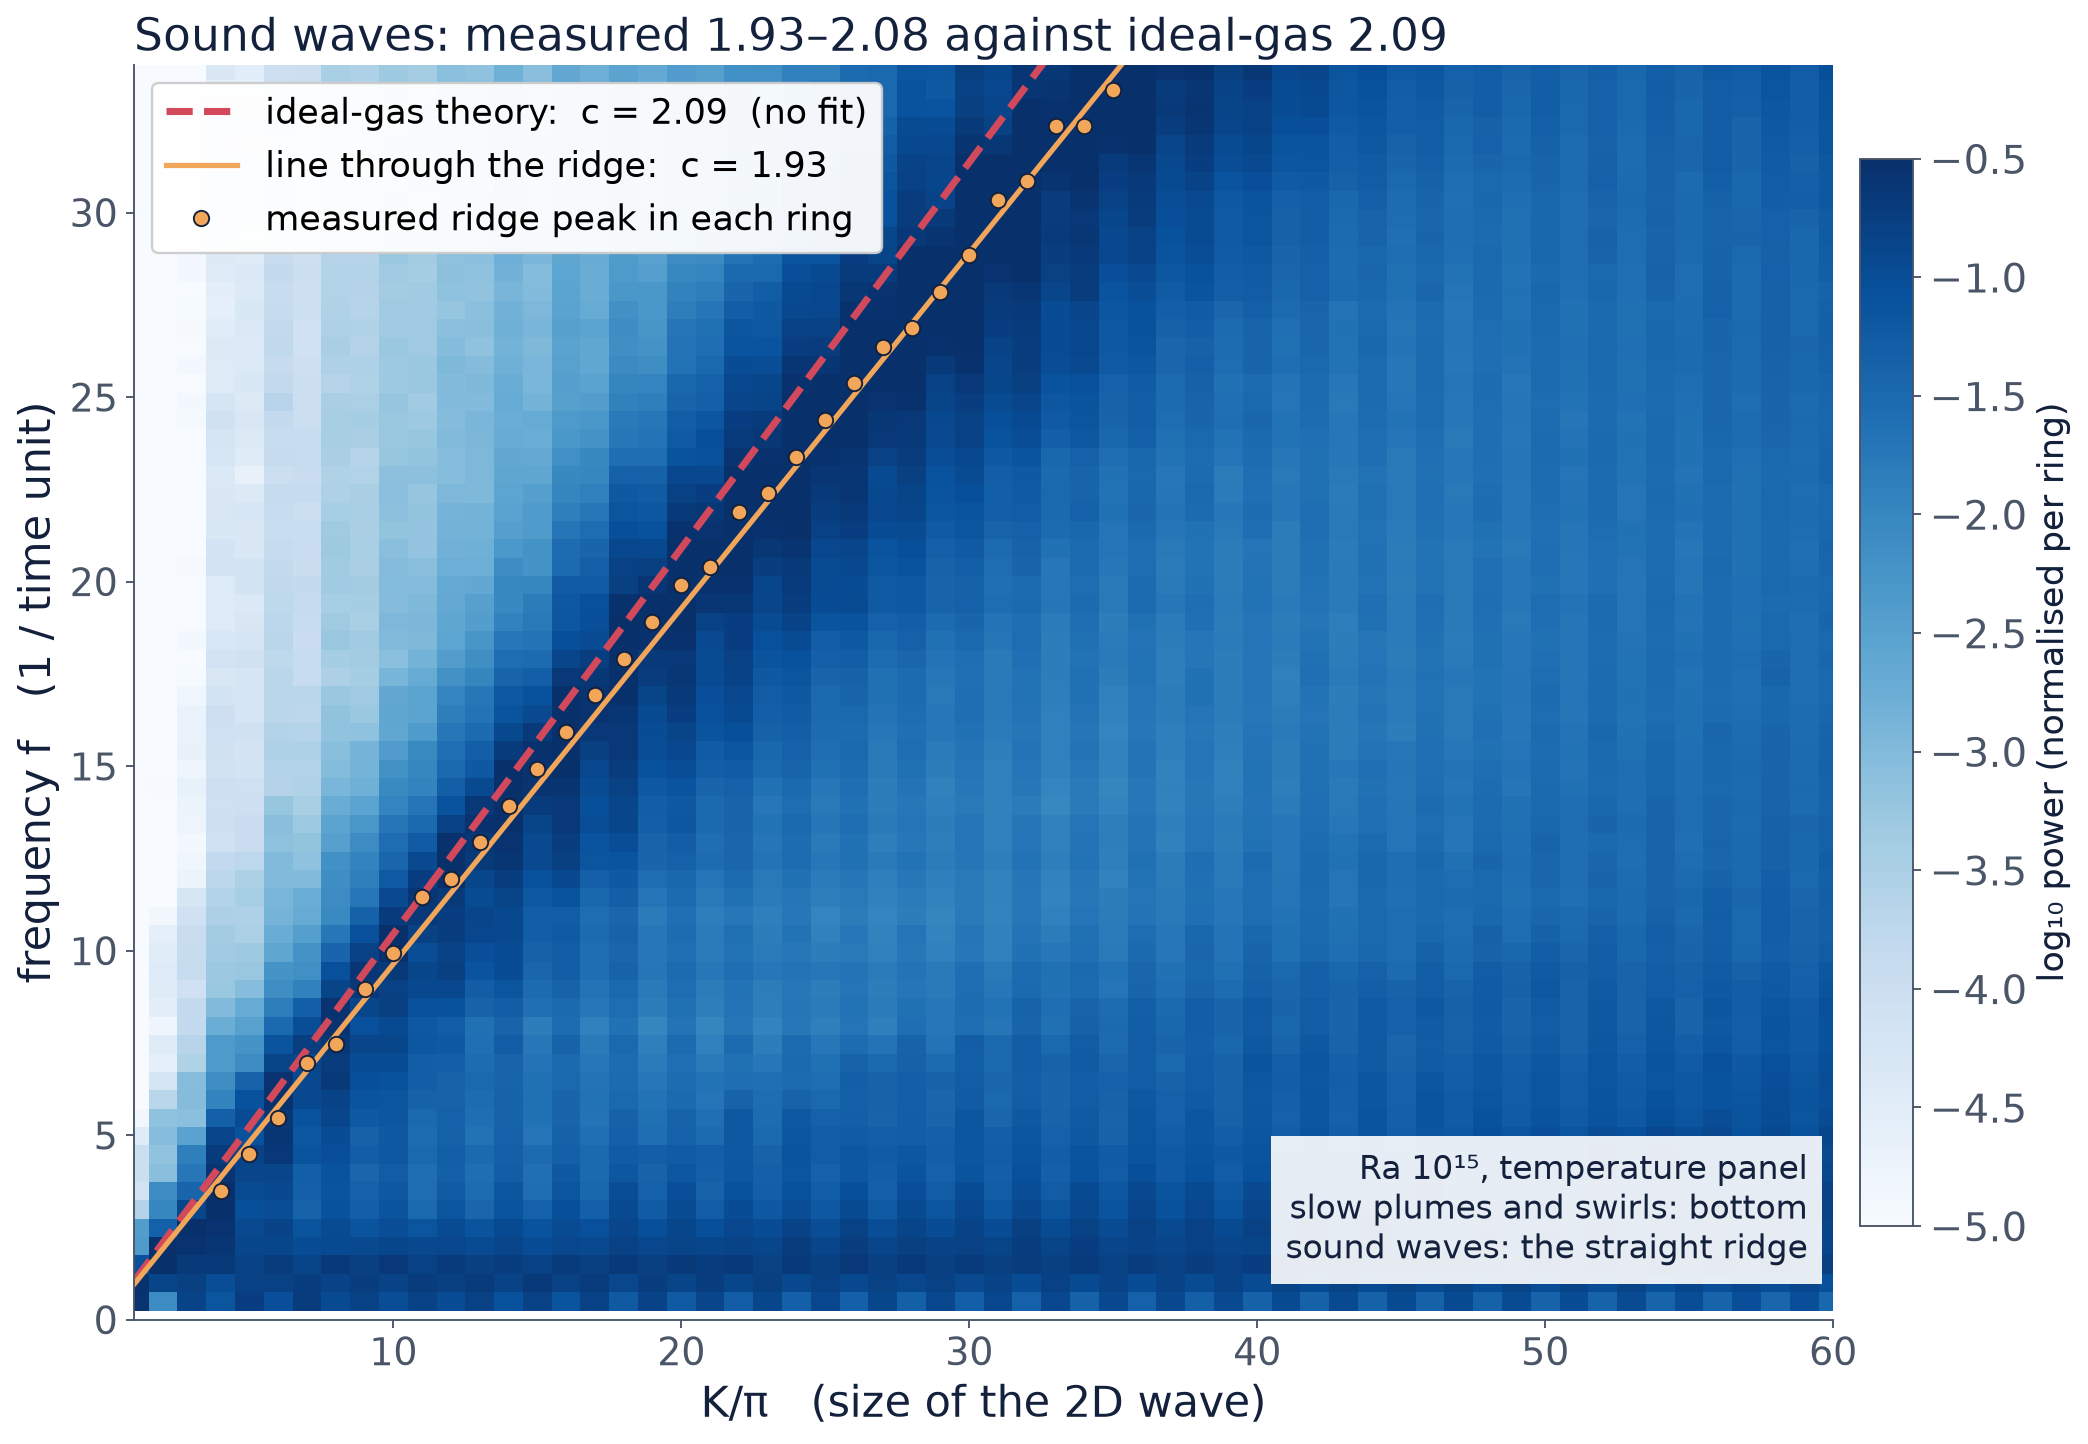 Sound waves: measured 1.93–2.08 against ideal-gas 2.09
ideal-gas theory:  c = 2.09  (no fit)
line through the ridge:  c = 1.93
measured ridge peak in each ring
frequency f   (1 / time unit)
30
25
20
15
10
5
0
10
20
30
40
50
60
K/π   (size of the 2D wave)
Ra 10¹⁵, temperature panel
slow plumes and swirls: bottom
sound waves: the straight ridge
−0.5
−1.0
−1.5
−2.0
−2.5
−3.0
−3.5
−4.0
−4.5
−5.0
log₁₀ power (normalised per ring)